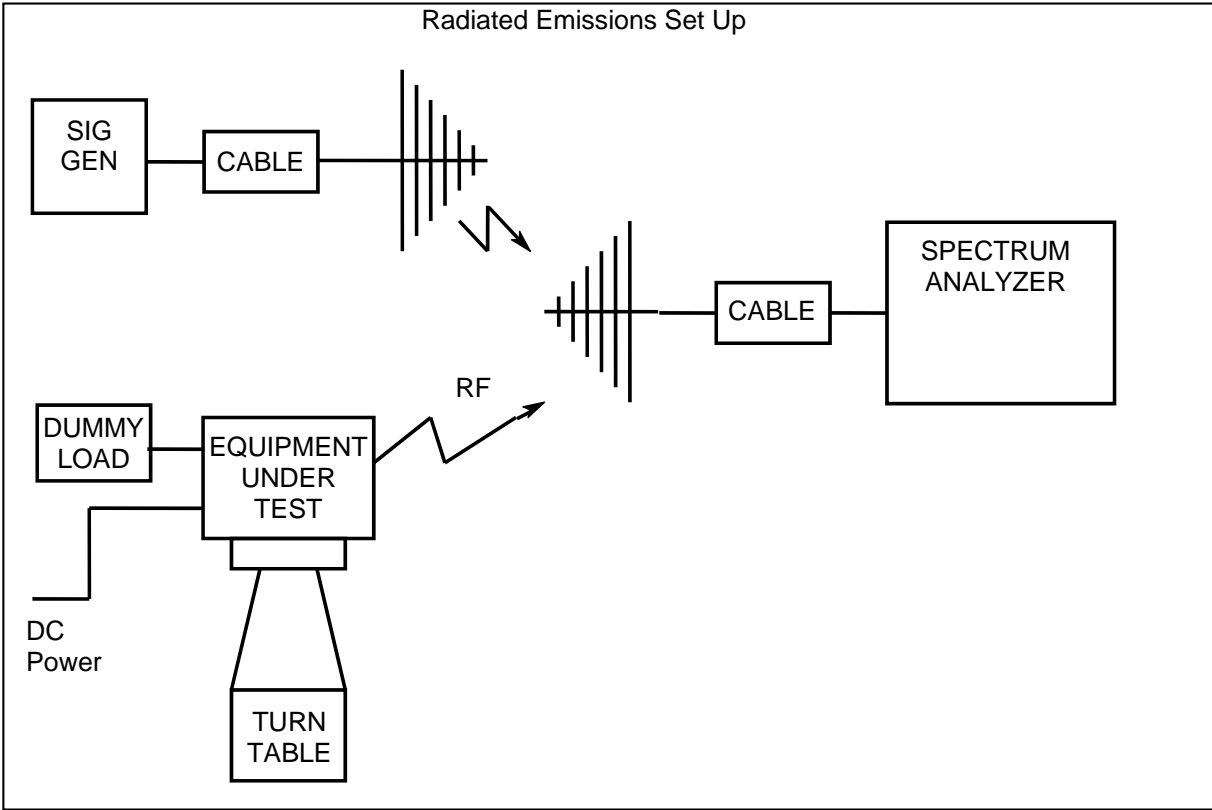 Radiated Emissions Set Up
SIG
GEN
CABLE
SPECTRUM
ANALYZER
CABLE
RF
DUMMY
LOAD
EQUIPMENT
UNDER
TEST
DC
Power
TURN
TABLE